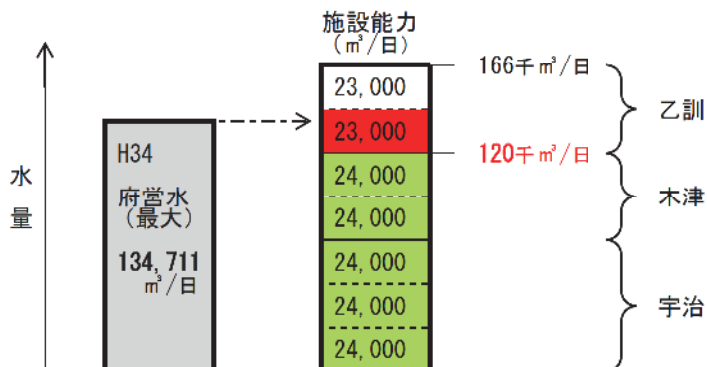 施設能力
（㎥/日）
166千㎥/日
23,000
23,000
乙訓
120千㎥/日
H34
府営水
（最大）
134,711
㎥/日
水
量
24,000
24,000
木津
24,000
24,000
24,000
宇治